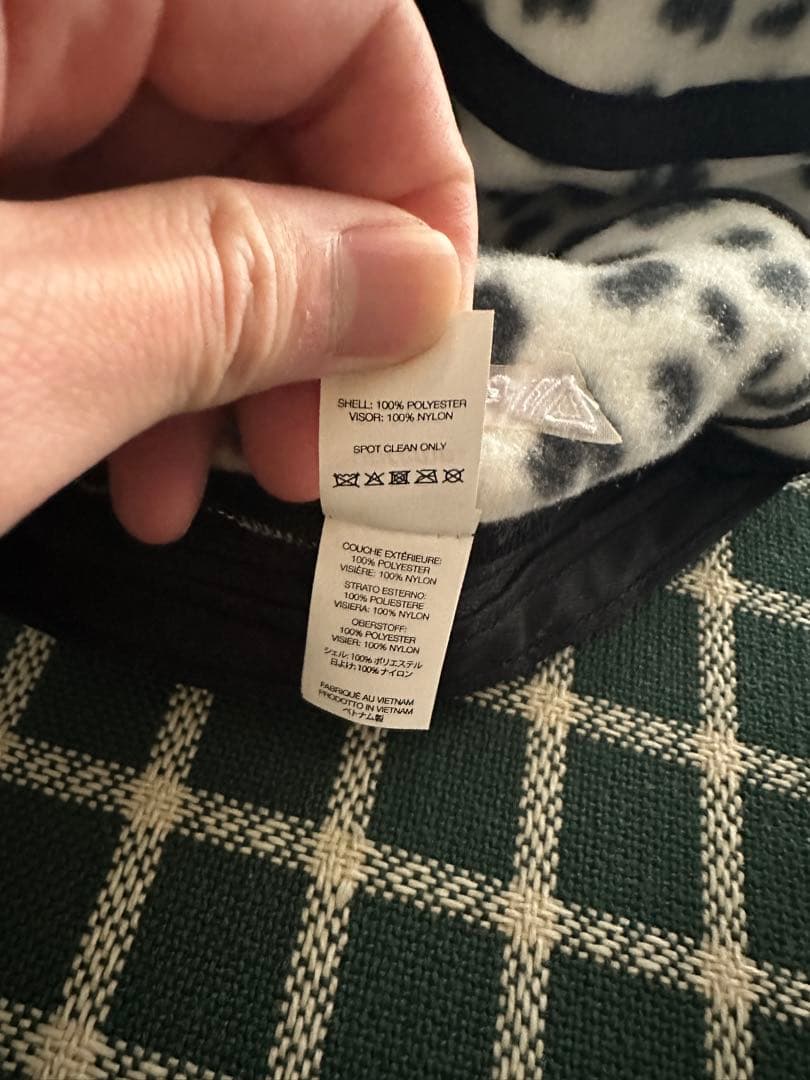 SHELL: 100% POLYESTER
VISOR: 100% NYLON
SPOT CLEAN ONLY
COUCHE EXTÉRIEURE:
100% POLYESTER
VISIÈRE: 100% NYLON
STRATO ESTERNO:
100% POLIESTERE
VISIERA: 100% NYLON
OBERSTOFF:
100% POLYESTER
VISIER: 100% NYLON
シェル: 100% ポリエステル
日よけ: 100% ナイロン
FABRIQUÉ AU VIETNAM
PRODOTTO IN VIETNAM
ベトナム製